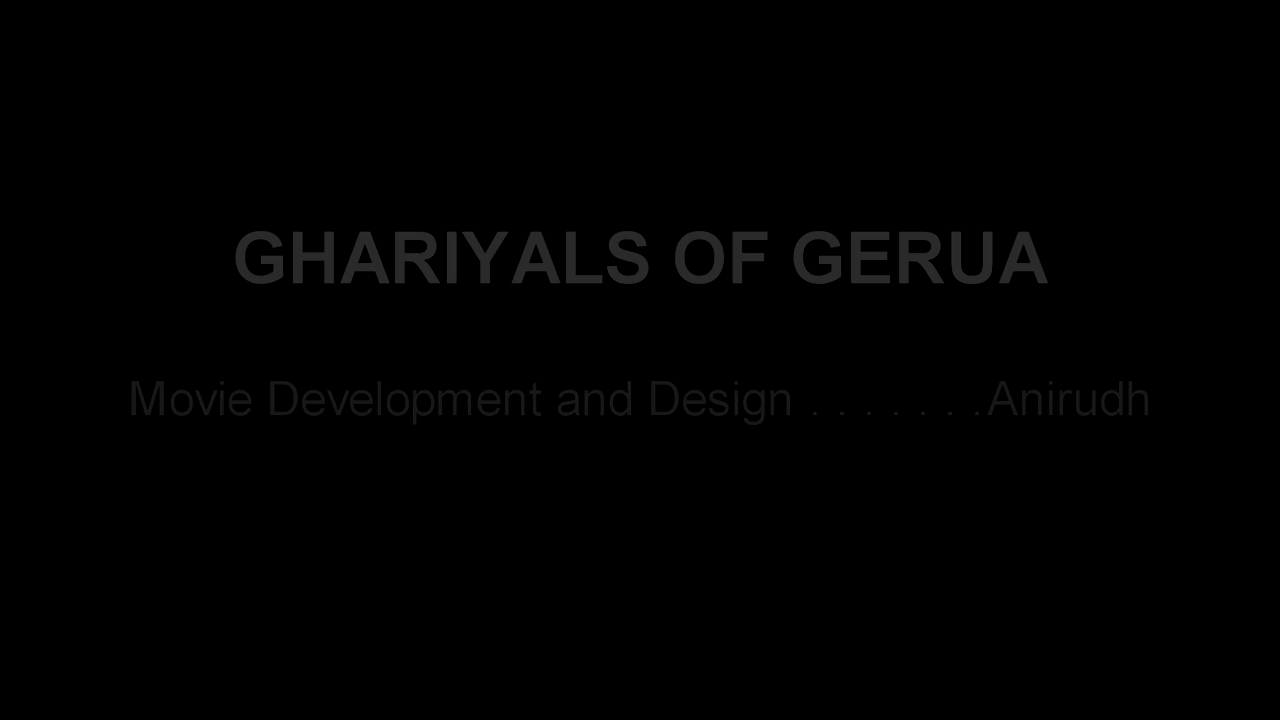 GHARIYALS OF GERUA
Movie Development and Design . . . . . . . Anirudh